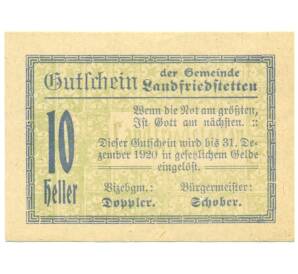 Gutschein der Gemeinde
Landfriedstetten
Wenn die Not am größten,
Ist Gott am nächsten. ::
10
Heller
Dieser Gutschein wird bis 31. De-
zember 1920 in gesetzlichem Gelde
eingelöst.
Vizebgm.: Bürgermeister:
Doppler. Schober.